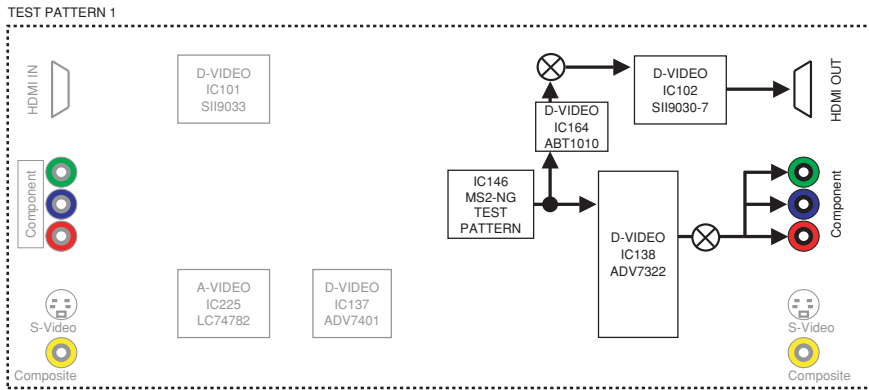 TEST PATTERN 1
HDMI IN
D-VIDEO
IC101
SII9033
D-VIDEO
IC102
SII9030-7
HDMI OUT
D-VIDEO
IC164
ABT1010
Component
IC146
MS2-NG
TEST
PATTERN
D-VIDEO
IC138
ADV7322
Component
A-VIDEO
IC225
LC74782
D-VIDEO
IC137
ADV7401
S-Video
Composite
S-Video
Composite